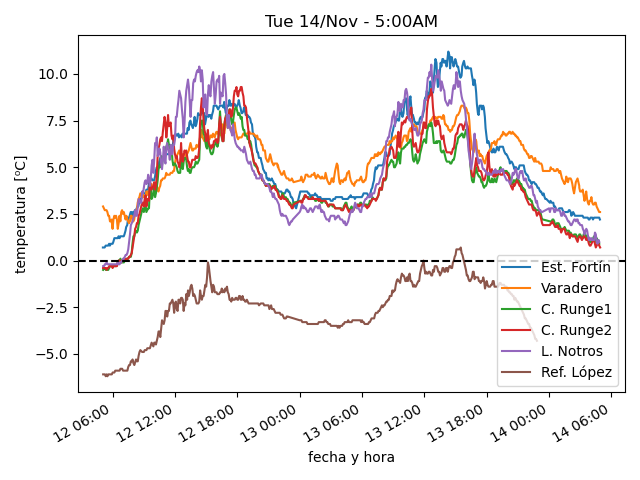 Tue 14/Nov - 5:00AM
temperatura [ºC]
10.0
7.5
5.0
2.5
0.0
−2.5
−5.0
Est. Fortín
Varadero
C. Runge1
C. Runge2
L. Notros
Ref. López
12 06:00
12 12:00
12 18:00
13 00:00
13 06:00
13 12:00
13 18:00
14 00:00
14 06:00
fecha y hora